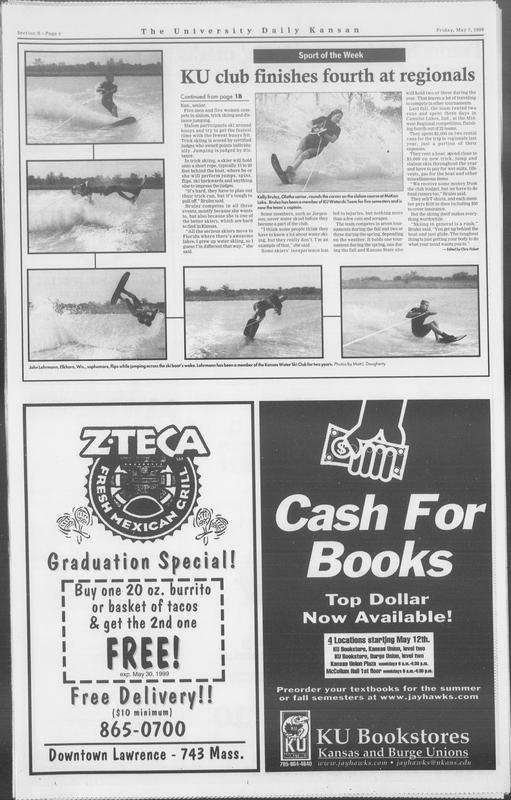 Section B - Page
The University Daily Kansan
Friday, May 7, 1999
Sport of the Week
KU club finishes fourth at regionals
Continued from page 1B
Kan., senior.
Five men and five women compete in slalom, trick skiing and distance jumping.
Slalom participants ski around
buoys and try to get the fastest
time with the fewest buoys hit.
Trick skiing is scored by certified
judges who award points individually. Jumping is judged by distance.
In trick skiing, a skier will hold
onto a short rope, typically 15 to 20
feet behind the boat, where he or
she will perform jumps, spins,
flips, ski backwards and anything
else to impress the judges.
"It's hard, they have to plan out
their trick run, but it's tough to
pull off," Brulez said.
Brulez competes in all three
events, mostly because she wants
to, but also because she is one of
the better skiers, which are hard
to find in Kansas.
"All the serious skiers move to
Florida where there's awesome
lakes. I grew up water skiing, so I
guess I'm different that way," she
said.
Kelly Brulez, Olathe senior, rounds the corner on the slalom course at McKan
Lake. Brulez has been a member of KU Waterski Team for five semesters and is
now the team's captain.
Some members, such as Jorgenson, never water skied before they
became a part of the club.
"I think some people think they
have to know a lot about water skiing, but they really don't. I'm an
example of that," she said.
Some skiers' inexperience has
led to injuries, but nothing more
than a few cuts and scrapes.
The team competes in seven tournaments during the fall and two or
three during the spring, depending
on the weather. It holds one tournament during the spring, one during the fall and Kansas State also
will hold two or three during the
year. That leaves a lot of traveling
to compete in other tournaments.
Last fall, the team rented two
vans and spent three days in
Camelot Lakes, Ind., at the Midwest Regional competition, finishing fourth out of 22 teams.
They spent $2,000 on two rental
vans for the trip to regionals last
year, just a portion of their
expenses.
They rent a boat, spend close to
$5,000 on new trick, jump and
slalom skis throughout the year
and have to pay for wet suits, life-
vests, gas for the boat and other
miscellaneous items.
"We receive some money from
the club budget, but we have to do
fund raisers too," Brulez said.
They sell T-shirts, and each member pays $120 in dues including $20
to cover insurance.
But the skiing itself makes everything worthwhile.
"Skiing in general is a rush,"
Brulez said. "You get up behind the
boat and just glide. The toughest
thing is just getting your body to do
what your mind wants you to."
— Edited by Chris Fickett
John Lehrmann, Elkhorn, Wis., sophomore, flips while jumping across the ski boat's wake. Lehrmann has been a member of the Kansas Water Ski Club for two years. Photos by Matt J. Daugherty
Z-TECA
FRESH MEXICAN GRILL
Graduation Special!
Buy one 20 oz. burrito
or basket of tacos
& get the 2nd one
FREE!
exp. May 30, 1999
Free Delivery!!
($10 minimum)
865-0700
Downtown Lawrence - 743 Mass.
$
Cash For
Books
Top Dollar
Now Available!
4 Locations starting May 12th.
KU Bookstore, Kansas Union, level two
KU Bookstore, Burge Union, level two
Kansas Union Plaza weekdays 9 a.m.-4:30 p.m.
McCollum Hall 1st floor weekdays 9 a.m.-4:30 p.m.
Preorder your textbooks for the summer
or fall semesters at www.jayhawks.com
KU
785-864-4640
KU Bookstores
Kansas and Burge Unions
www.jayhawks.com • jayhawks@ukans.edu